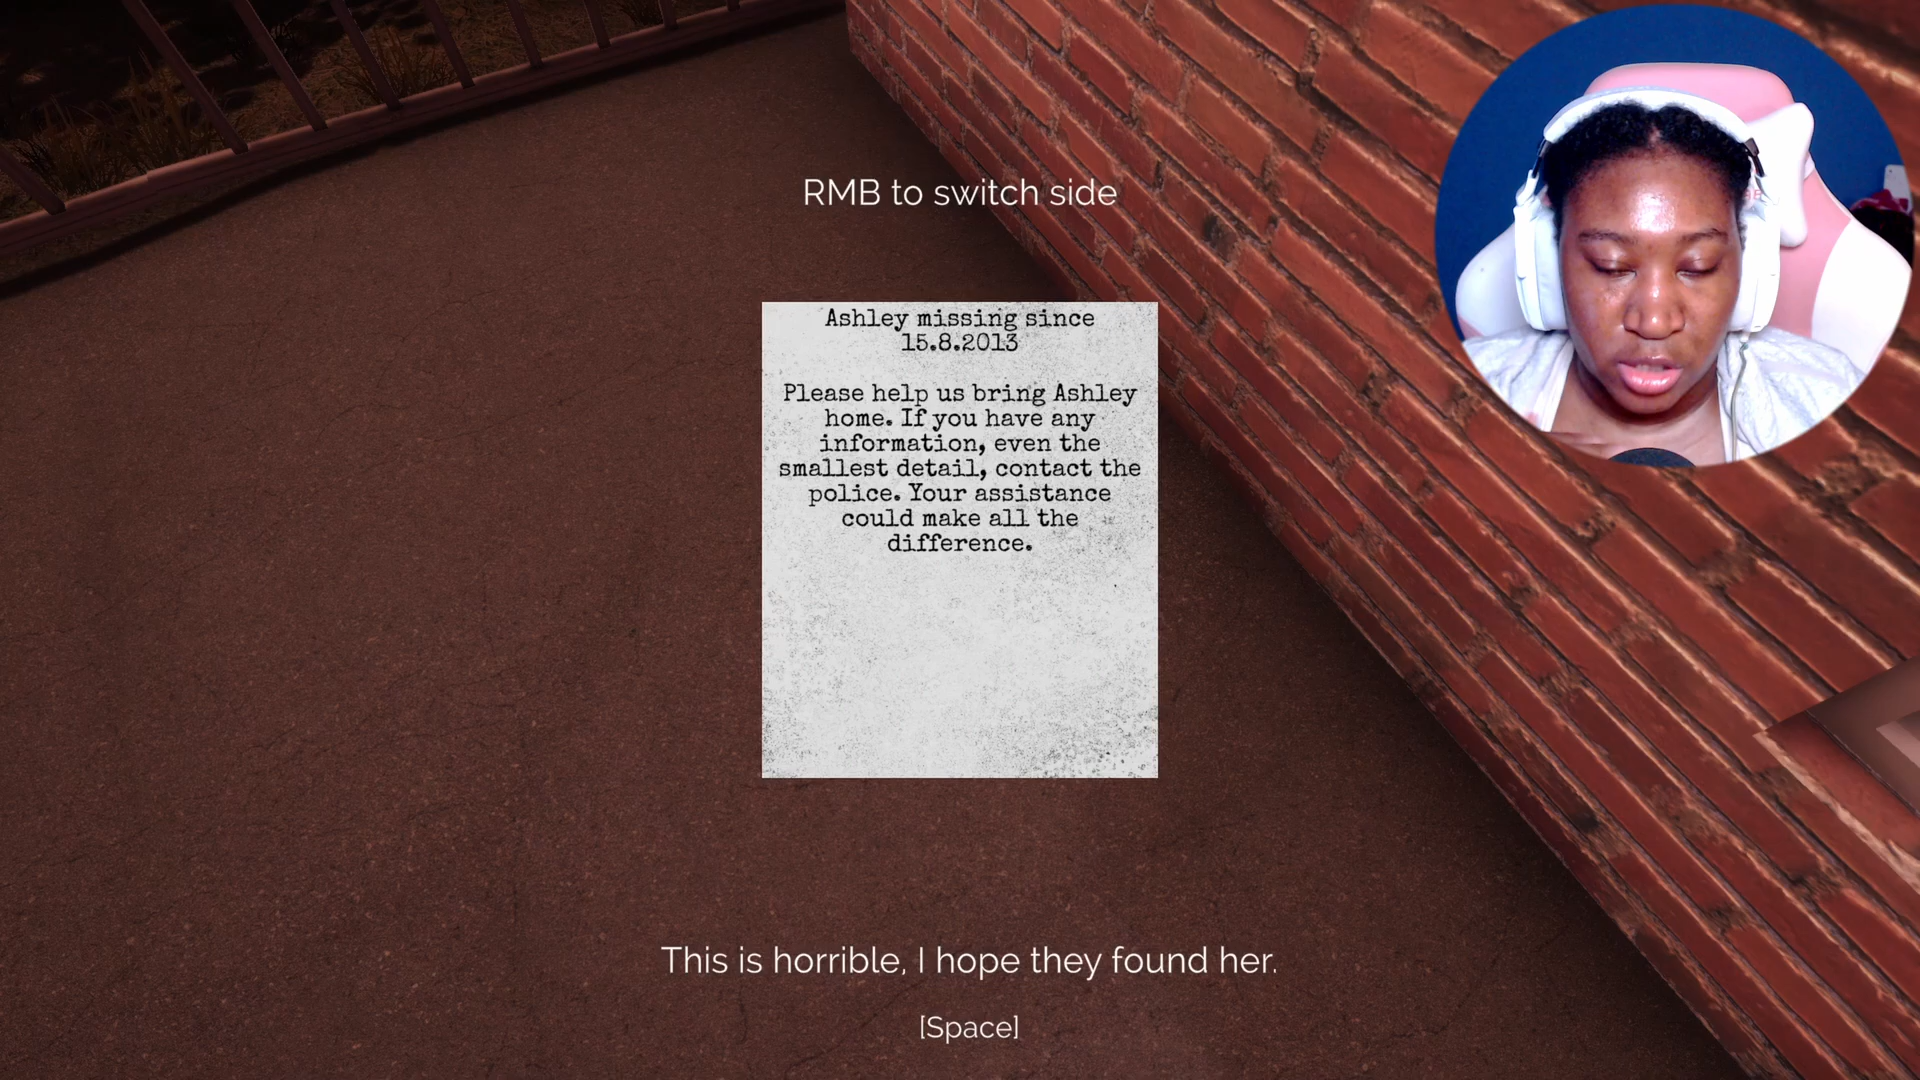 RMB to switch side
Ashley missing since
15.8.2013
Please help us bring Ashley
home. If you have any
information, even the
smallest detail, contact the
police. Your assistance
could make all the
difference.
This is horrible, I hope they found her.
[Space]